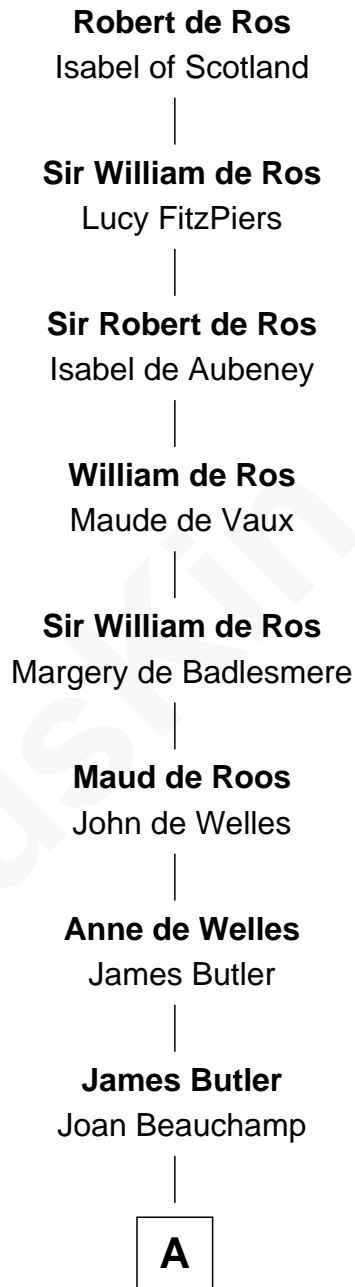 Robert de Ros
Isabel of Scotland
Sir William de Ros
Lucy FitzPiers
Sir Robert de Ros
Isabel de Aubeney
William de Ros
Maude de Vaux
Sir William de Ros
Margery de Badlesmere
Maud de Roos
John de Welles
Anne de Welles
James Butler
James Butler
Joan Beauchamp
A